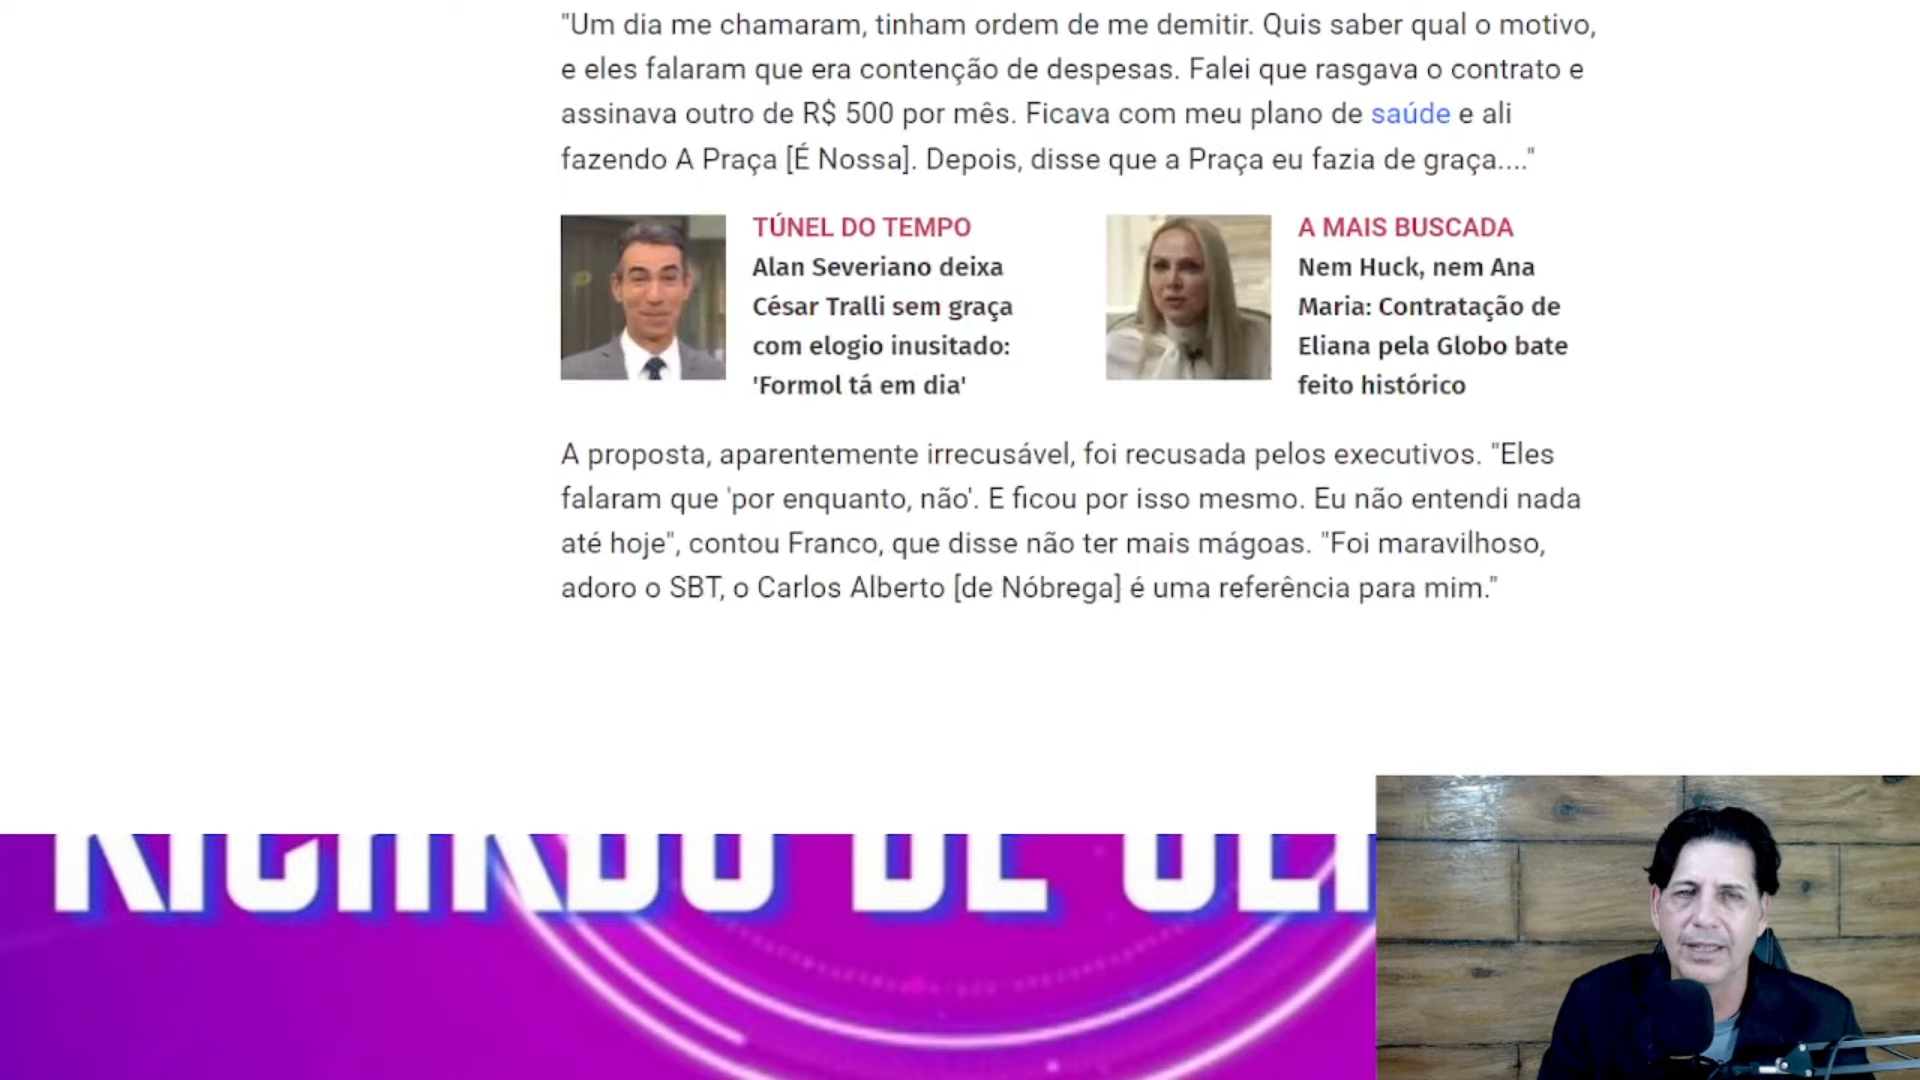 "Um dia me chamaram, tinham ordem de me demitir. Quis saber qual o motivo,
e eles falaram que era contenção de despesas. Falei que rasgava o contrato e
assinava outro de R$ 500 por mês. Ficava com meu plano de saúde e ali
fazendo A Praça [É Nossa]. Depois, disse que a Praça eu fazia de graça...."
TÚNEL DO TEMPO
Alan Severiano deixa
César Tralli sem graça
com elogio inusitado:
'Formol tá em dia'
A MAIS BUSCADA
Nem Huck, nem Ana
Maria: Contratação de
Eliana pela Globo bate
feito histórico
A proposta, aparentemente irrecusável, foi recusada pelos executivos. "Eles
falaram que 'por enquanto, não'. E ficou por isso mesmo. Eu não entendi nada
até hoje", contou Franco, que disse não ter mais mágoas. "Foi maravilhoso,
adoro o SBT, o Carlos Alberto [de Nóbrega] é uma referência para mim."
RICARDO DE